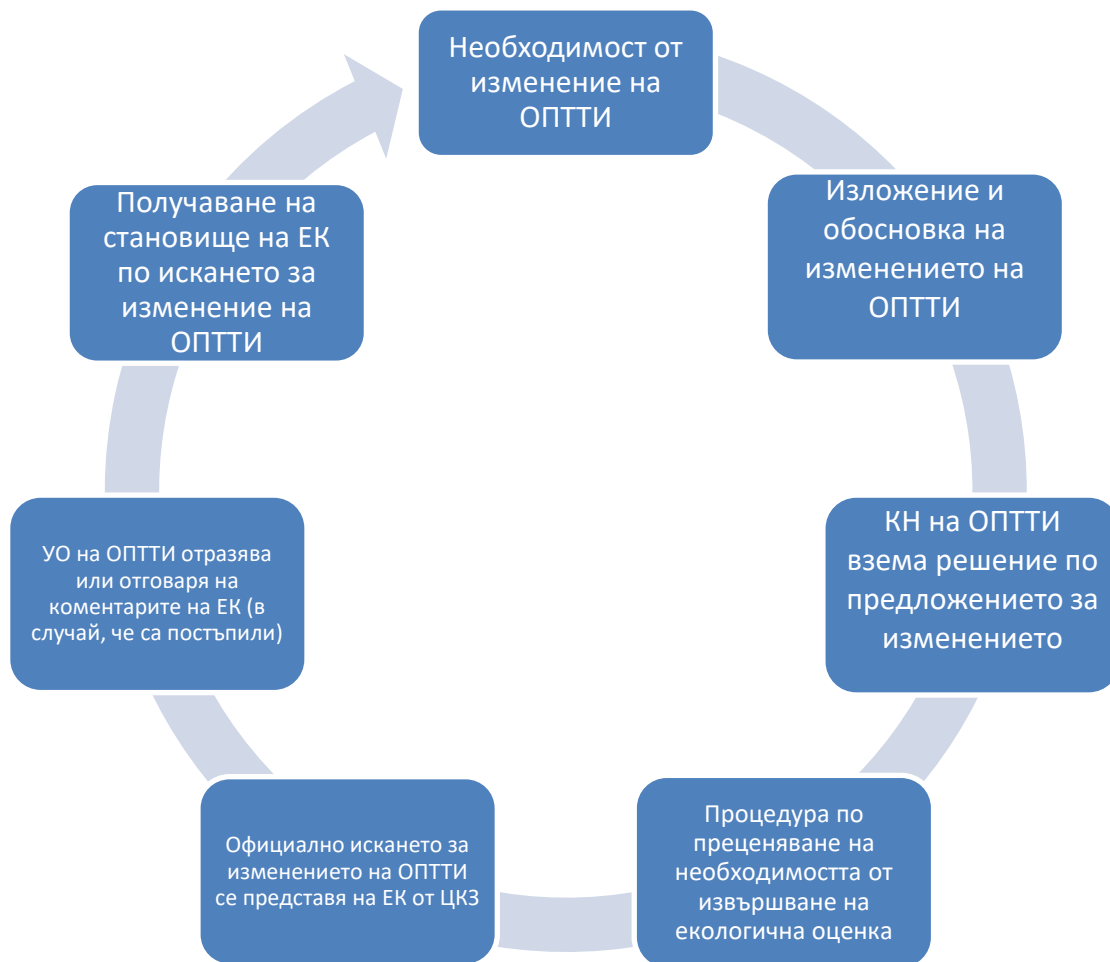 Необходимост от
изменение на
ОПТТИ
Изложение и
обосновка на
изменението на
ОПТТИ
КН на ОПТТИ
взема решение по
предложението за
изменението
Процедура по
преценяване на
необходимостта от
извършване на
екологична оценка
Официално искането за
изменението на ОПТТИ
се представя на ЕК от ЦКЗ
УО на ОПТТИ отразява
или отговаря на
коментарите на ЕК (в
случай, че са постъпили)
Получаване на
становище на ЕК
по искането за
изменение на
ОПТТИ